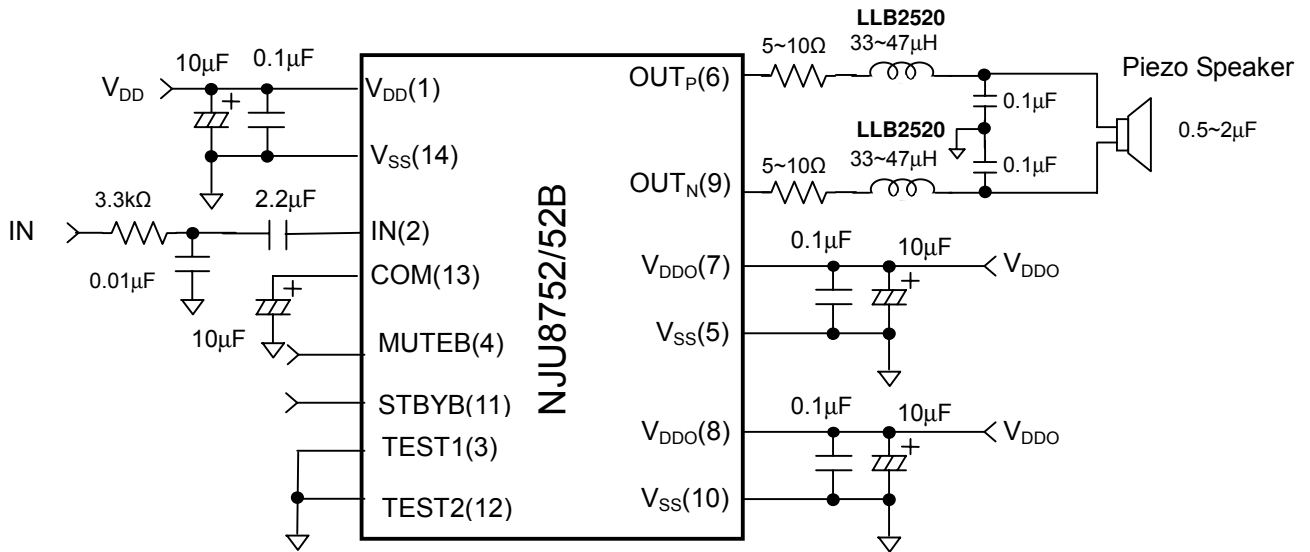 LLB2520
5~10Ω
33~47μH
10μF
0.1μF
V_DD
V_DD(1)
OUT_P(6)
Piezo Speaker
0.1μF
0.5~2μF
LLB2520
V_SS(14)
5~10Ω
33~47μH
0.1μF
OUT_N(9)
3.3kΩ
2.2μF
IN
IN(2)
0.1μF
10μF
0.01μF
COM(13)
V_DDO(7)
V_DDO
10μF
MUTEB(4)
V_SS(5)
NJU8752/52B
STBYB(11)
0.1μF
10μF
TEST1(3)
V_DDO(8)
V_DDO
TEST2(12)
V_SS(10)